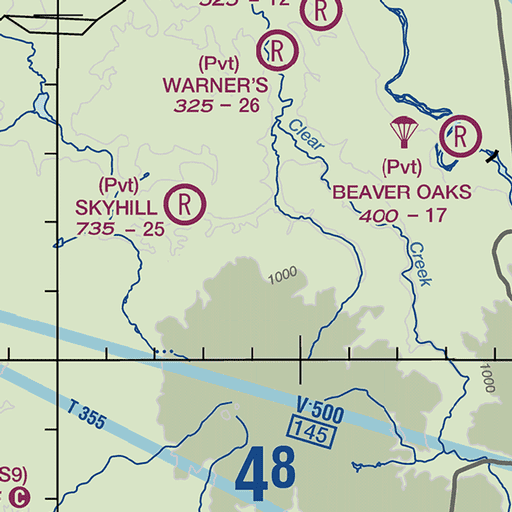 R
(Pvt)
WARNER'S
325 - 26
R
Clear
(Pvt)
BEAVER OAKS
400 - 17
R
(Pvt)
SKYHILL
735 - 25
R
Creek
1000
1000
V 500
145
T 355
48
S9)
C